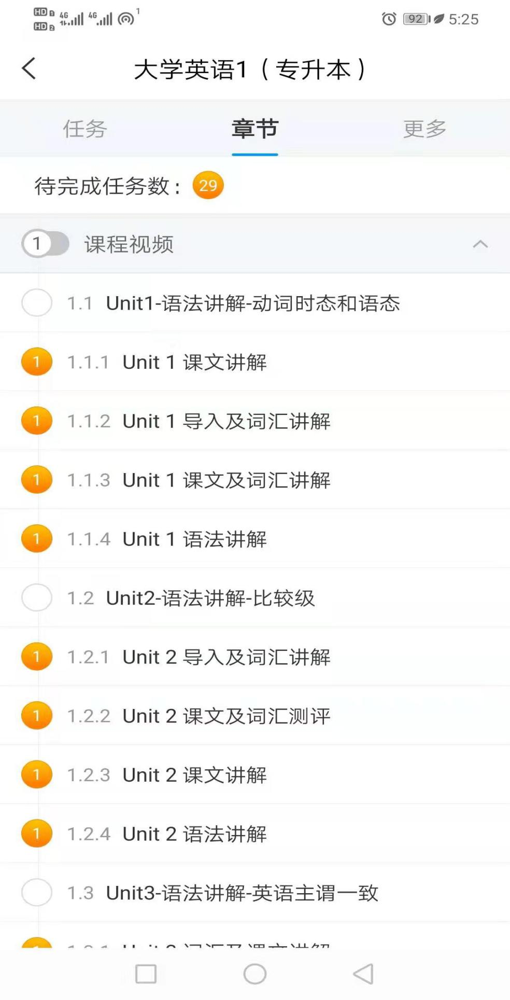 HD 1 4G 4G 1
HD 2
92 5:25
大学英语1（专升本）
任务 章节 更多
待完成任务数： 29
1 课程视频
1.1 Unit1-语法讲解-动词时态和语态
1 1.1.1 Unit 1 课文讲解
1 1.1.2 Unit 1 导入及词汇讲解
1 1.1.3 Unit 1 课文及词汇讲解
1 1.1.4 Unit 1 语法讲解
1.2 Unit2-语法讲解-比较级
1 1.2.1 Unit 2 导入及词汇讲解
1 1.2.2 Unit 2 课文及词汇测评
1 1.2.3 Unit 2 课文讲解
1 1.2.4 Unit 2 语法讲解
1.3 Unit3-语法讲解-英语主谓一致